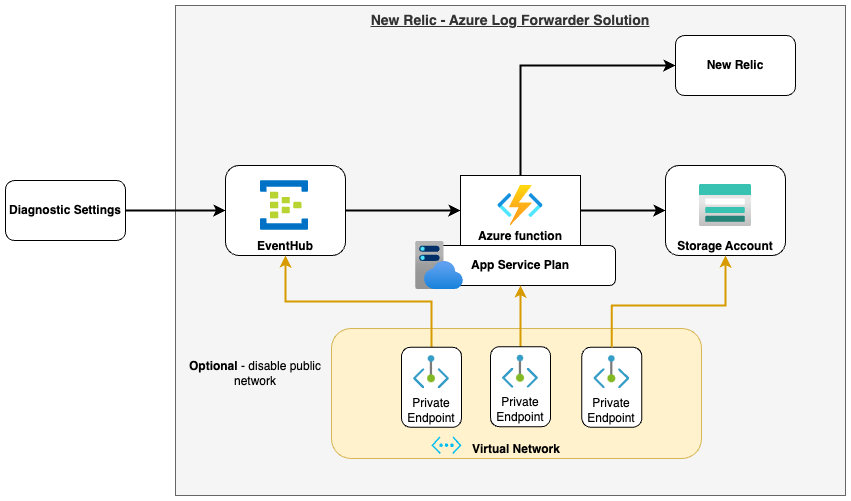 New Relic - Azure Log Forwarder Solution
New Relic
Diagnostic Settings
EventHub
Azure function
Storage Account
App Service Plan
Optional - disable public
network
Private
Endpoint
Private
Endpoint
Private
Endpoint
Virtual Network